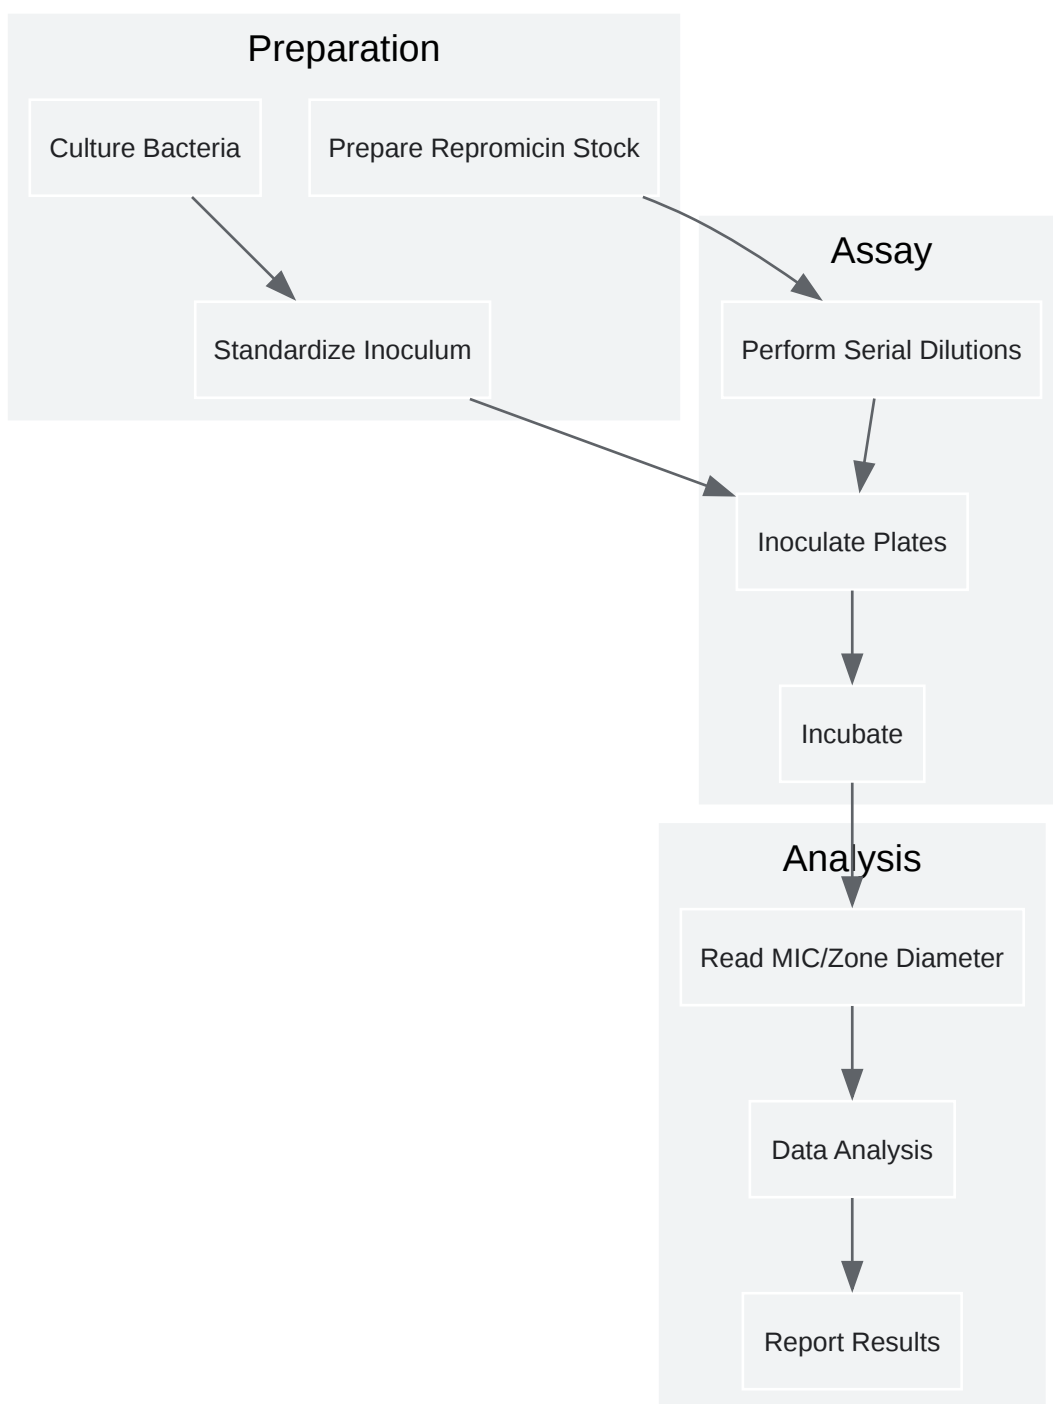 Preparation
Culture Bacteria
Prepare Repromicin Stock
Standardize Inoculum
Assay
Perform Serial Dilutions
Inoculate Plates
Incubate
Analysis
Read MIC/Zone Diameter
Data Analysis
Report Results